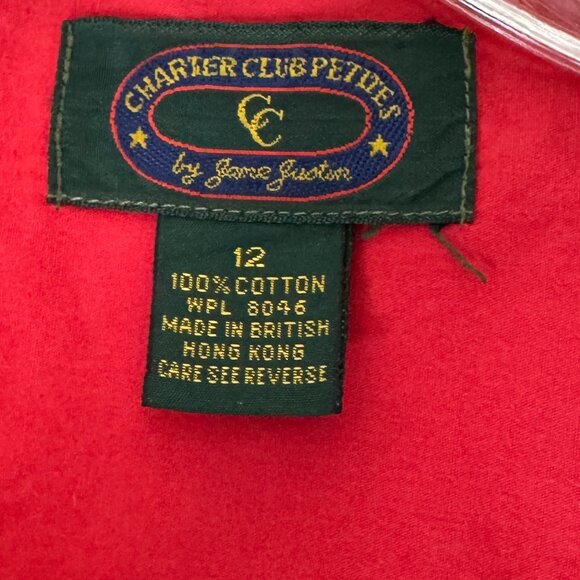 CHARTER CLUB PETITES
CC
by Jane Justin
12
100% COTTON
WPL 8046
MADE IN BRITISH
HONG KONG
CARE SEE REVERSE